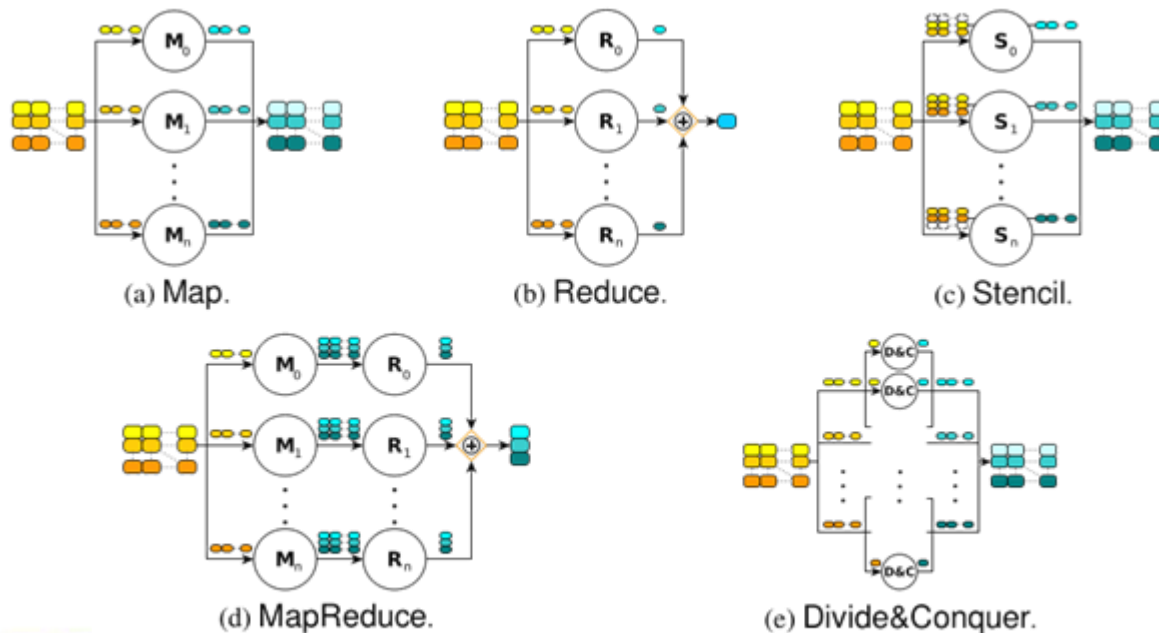 M0
R0
S0
M1
R1
S1
Mn
Rn
Sn
(a) Map.
(b) Reduce.
(c) Stencil.
D&C
M0
R0
D&C
M1
R1
Mn
Rn
D&C
(d) MapReduce.
(e) Divide&Conquer.